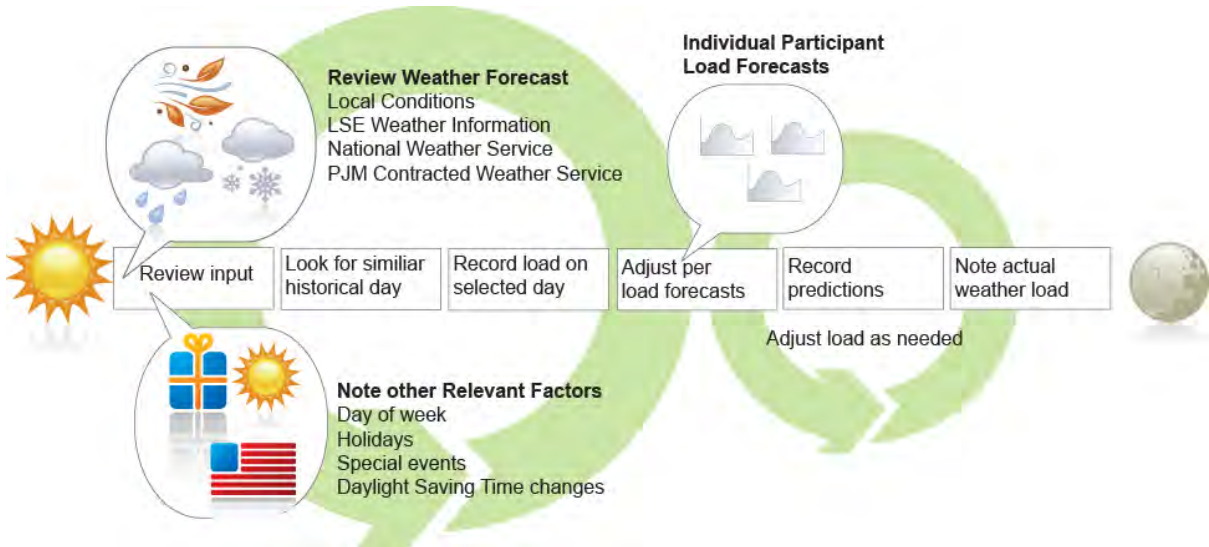 Individual Participant
Load Forecasts
Review Weather Forecast
Local Conditions
LSE Weather Information
National Weather Service
PJM Contracted Weather Service
Review input
Look for similiar
historical day
Record load on
selected day
Adjust per
load forecasts
Record
predictions
Note actual
weather load
Adjust load as needed
Note other Relevant Factors
Day of week
Holidays
Special events
Daylight Saving Time changes